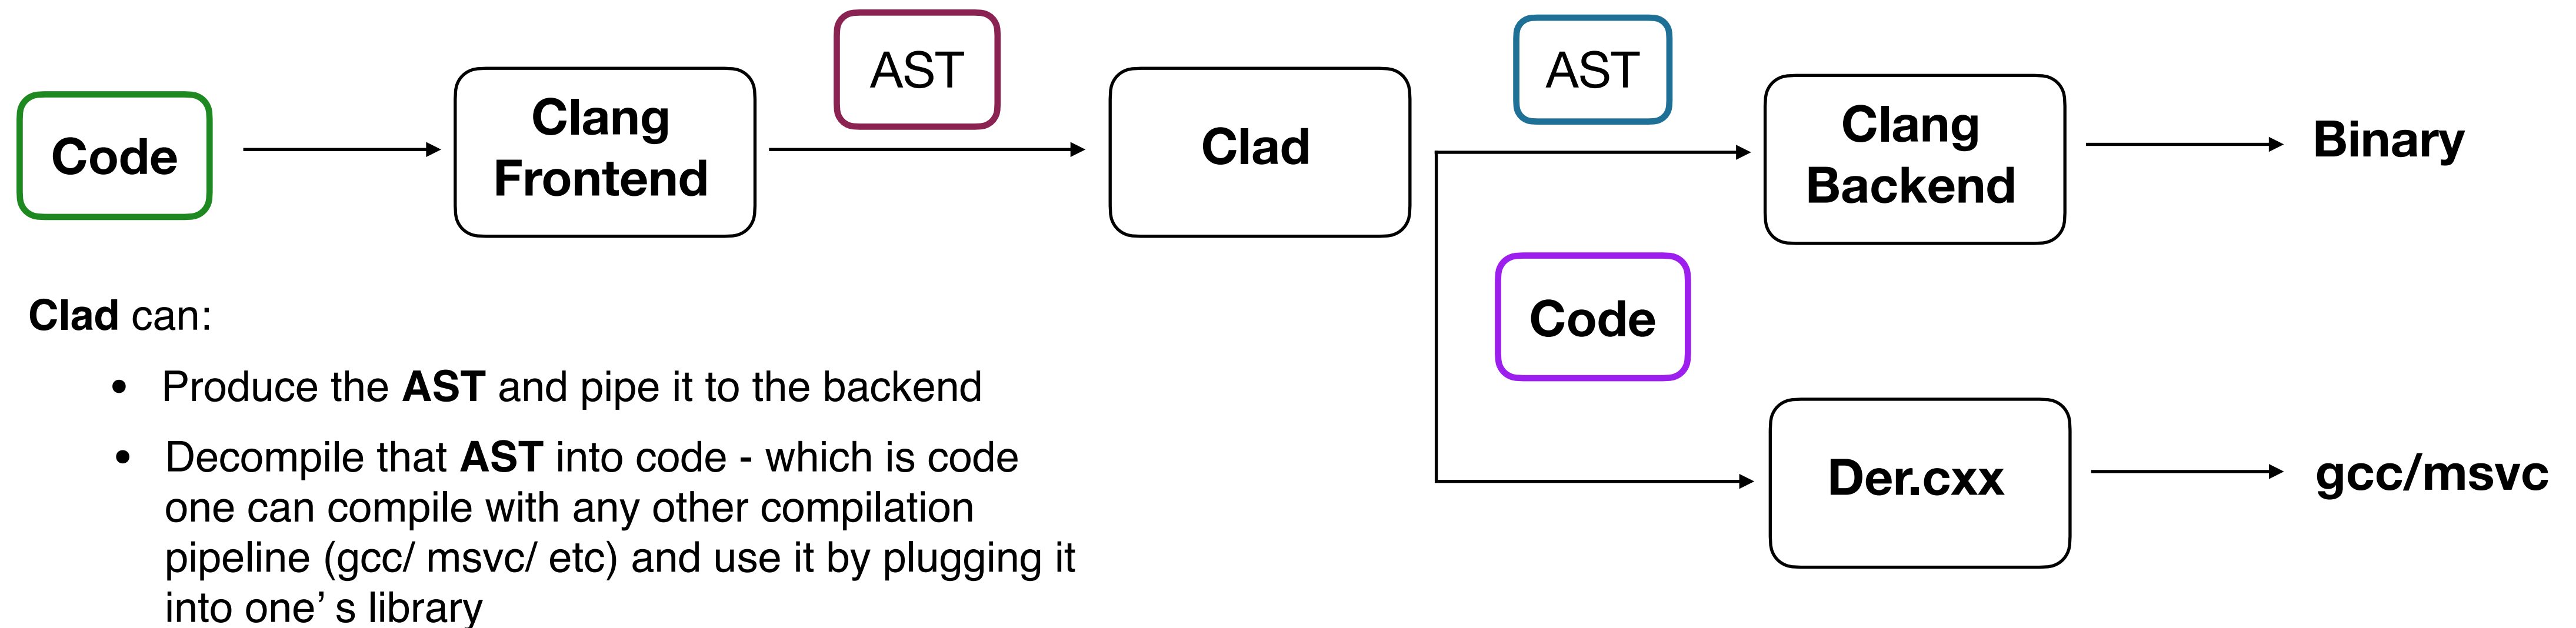 Code
Clang
Frontend
AST
Clad
AST
Clang
Backend
Binary
Code
Der.cxx
gcc/msvc
Clad can:
• Produce the AST and pipe it to the backend
• Decompile that AST into code - which is code
one can compile with any other compilation
pipeline (gcc/ msvc/ etc) and use it by plugging it
into one’ s library